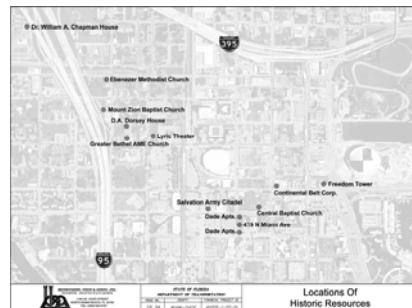 Dr. William A. Chapman House
395
Ebenezer Methodist Church
Mount Zion Baptist Church
D.A. Dorsey House
Lyric Theater
Greater Bethel AME Church
Freedom Tower
Continental Belt Corp.
Salvation Army Citadel
Central Baptist Church
Dade Apts.
419 N Miami Ave
Dade Apts.
95
STATE OF FLORIDA
DEPARTMENT OF TRANSPORTATION
Locations Of
Historic Resources